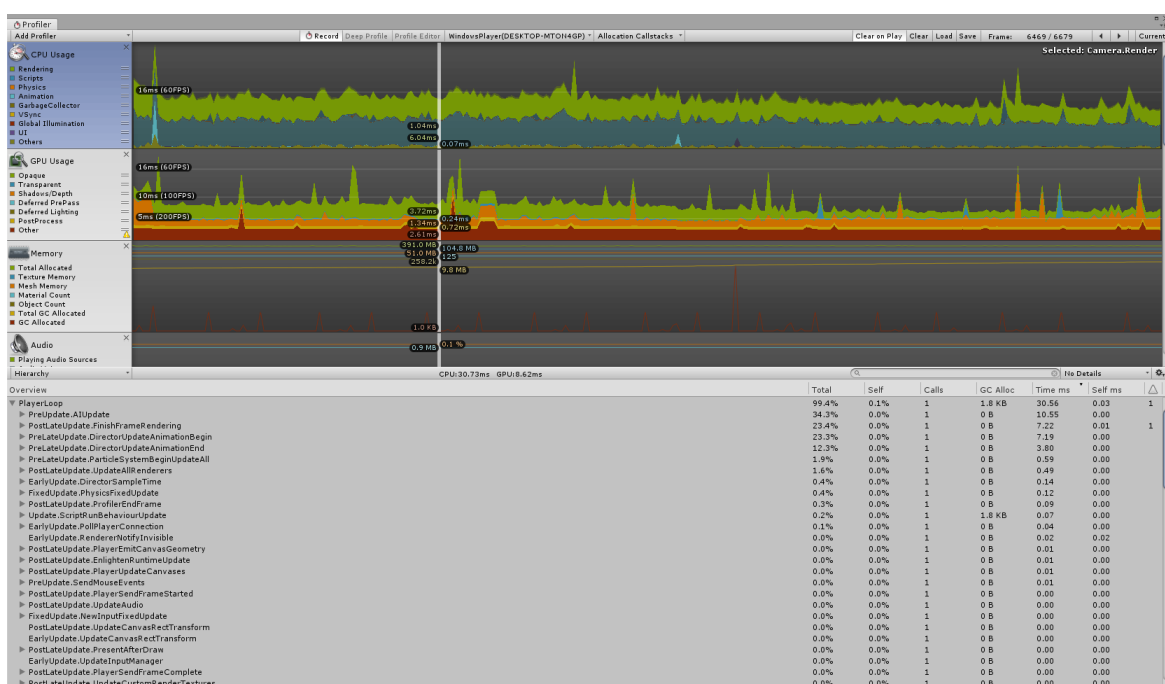 Profiler
Add Profiler Record Deep Profile Profile Editor WindowsPlayer(DESKTOP-MTON4GP) Allocation Callstacks Clear on Play Clear Load Save Frame: 6469 / 6679 Current
CPU Usage
Selected: Camera.Render
Rendering
Scripts
Physics
Animation
GarbageCollector
VSync
Global Illumination
UI
Others
16ms (60FPS)
1.04ms
6.04ms
0.07ms
GPU Usage
Opaque
Transparent
Shadows/Depth
Deferred PrePass
Deferred Lighting
PostProcess
Other
16ms (60FPS)
10ms (100FPS)
5ms (200FPS)
3.72ms
0.24ms
1.34ms
0.72ms
2.61ms
Memory
Total Allocated
Texture Memory
Mesh Memory
Material Count
Object Count
Total GC Allocated
GC Allocated
391.0 MB
104.8 MB
51.0 MB
125
258.2k
9.8 MB
1.0 KB
Audio
Playing Audio Sources
0.9 MB
0.1 %
Hierarchy CPU:30.73ms GPU:8.62ms No Details
Overview Total Self Calls GC Alloc Time ms Self ms
PlayerLoop 99.4% 0.1% 1 1.8 KB 30.56 0.03 1
PreUpdate.AIUpdate 34.3% 0.0% 1 0 B 10.55 0.00
PostLateUpdate.FinishFrameRendering 23.4% 0.0% 1 0 B 7.22 0.01 1
PreLateUpdate.DirectorUpdateAnimationBegin 23.3% 0.0% 1 0 B 7.19 0.00
PreLateUpdate.DirectorUpdateAnimationEnd 12.3% 0.0% 1 0 B 3.80 0.00
PreLateUpdate.ParticleSystemBeginUpdateAll 1.9% 0.0% 1 0 B 0.59 0.00
PostLateUpdate.UpdateAllRenderers 1.6% 0.0% 1 0 B 0.49 0.00
EarlyUpdate.DirectorSampleTime 0.4% 0.0% 1 0 B 0.14 0.00
FixedUpdate.PhysicsFixedUpdate 0.4% 0.0% 1 0 B 0.12 0.00
PostLateUpdate.ProfilerEndFrame 0.3% 0.0% 1 0 B 0.09 0.00
Update.ScriptRunBehaviourUpdate 0.2% 0.0% 1 1.8 KB 0.07 0.00
EarlyUpdate.PollPlayerConnection 0.1% 0.0% 1 0 B 0.04 0.00
EarlyUpdate.RendererNotifyInvisible 0.0% 0.0% 1 0 B 0.02 0.02
PostLateUpdate.PlayerEmitCanvasGeometry 0.0% 0.0% 1 0 B 0.01 0.00
PostLateUpdate.EnlightenRuntimeUpdate 0.0% 0.0% 1 0 B 0.01 0.00
PostLateUpdate.PlayerUpdateCanvases 0.0% 0.0% 1 0 B 0.01 0.00
PreUpdate.SendMouseEvents 0.0% 0.0% 1 0 B 0.01 0.00
PostLateUpdate.PlayerSendFrameStarted 0.0% 0.0% 1 0 B 0.00 0.00
PostLateUpdate.UpdateAudio 0.0% 0.0% 1 0 B 0.00 0.00
FixedUpdate.NewInputFixedUpdate 0.0% 0.0% 1 0 B 0.00 0.00
PostLateUpdate.UpdateCanvasRectTransform 0.0% 0.0% 1 0 B 0.00 0.00
EarlyUpdate.UpdateCanvasRectTransform 0.0% 0.0% 1 0 B 0.00 0.00
PostLateUpdate.PresentAfterDraw 0.0% 0.0% 1 0 B 0.00 0.00
EarlyUpdate.UpdateInputManager 0.0% 0.0% 1 0 B 0.00 0.00
PostLateUpdate.PlayerSendFrameComplete 0.0% 0.0% 1 0 B 0.00 0.00
PostLateUpdate.UpdateCustomRenderTextures 0.0% 0.0% 1 0 B 0.00 0.00